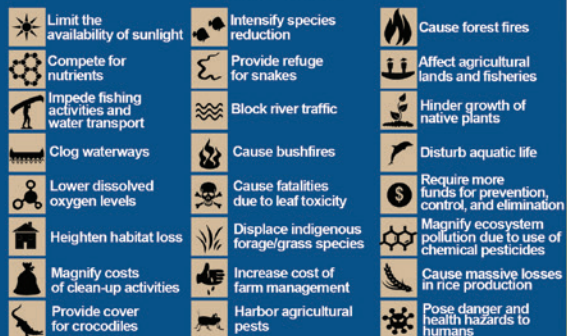 Limit the
availability of sunlight
Compete for
nutrients
Impede fishing
activities and
water transport
Clog waterways
Lower dissolved
oxygen levels
Heighten habitat loss
Magnify costs
of clean-up activities
Provide cover
for crocodiles
Intensify species
reduction
Provide refuge
for snakes
Block river traffic
Cause bushfires
Cause fatalities
due to leaf toxicity
Displace indigenous
forage/grass species
Increase cost of
farm management
Harbor agricultural
pests
Cause forest fires
Affect agricultural
lands and fisheries
Hinder growth of
native plants
Disturb aquatic life
$
Require more
funds for prevention,
control, and elimination
Magnify ecosystem
pollution due to use of
chemical pesticides
Cause massive losses
in rice production
Pose danger and
health hazards to
humans